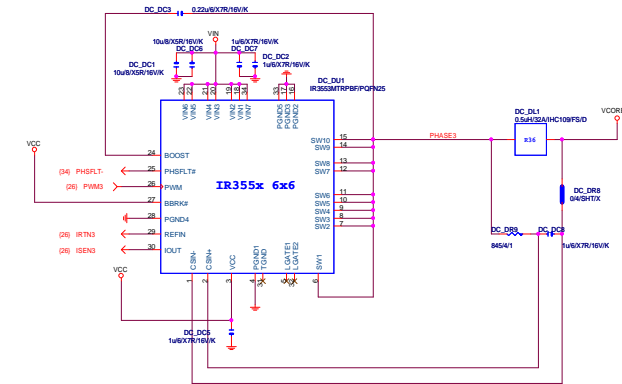 DC_DC3
0.22u/6/X7R/16V/K
VIN
10u/8/X5R/16V/K
DC_DC6
1u/6/X7R/16V/K
DC_DC7
DC_DC1
10u/8/X5R/16V/K
DC_DC2
1u/6/X7R/16V/K
DC_DU1
IR3553MTRPBF/PQFN25
23 22 21 20 19 18 34 33 17 16
VIN6 VIN5 VIN4 VIN3 VIN2 VIN1 VIN7 PGND5 PGND3 PGND2
DC_DL1
0.5uH/32A/IHC109/FS/D
VCORE
R36
PHASE3
VCC
24 BOOST
(34) PHSFLT- 25 PHSFLT#
(26) PWM3 26 PWM
27 BBRK#
28 PGND4
(26) IRTN3 29 REFIN
(26) ISEN3 30 IOUT
IR355x 6x6
SW10 15
SW9 14
SW8 13
SW7 12
SW6 11
SW5 10
SW4 9
SW3 8
SW2 7
DC_DR8
0/4/SHT/X
DC_DR9
845/4/1
DC_DC8
1u/6/X7R/16V/K
CSIN- CSIN+ VCC PGND1 TGND LGATE1 LGATE2 SW1
1 2 3 4 31 5 32 6
VCC
DC_DC5
1u/6/X7R/16V/K